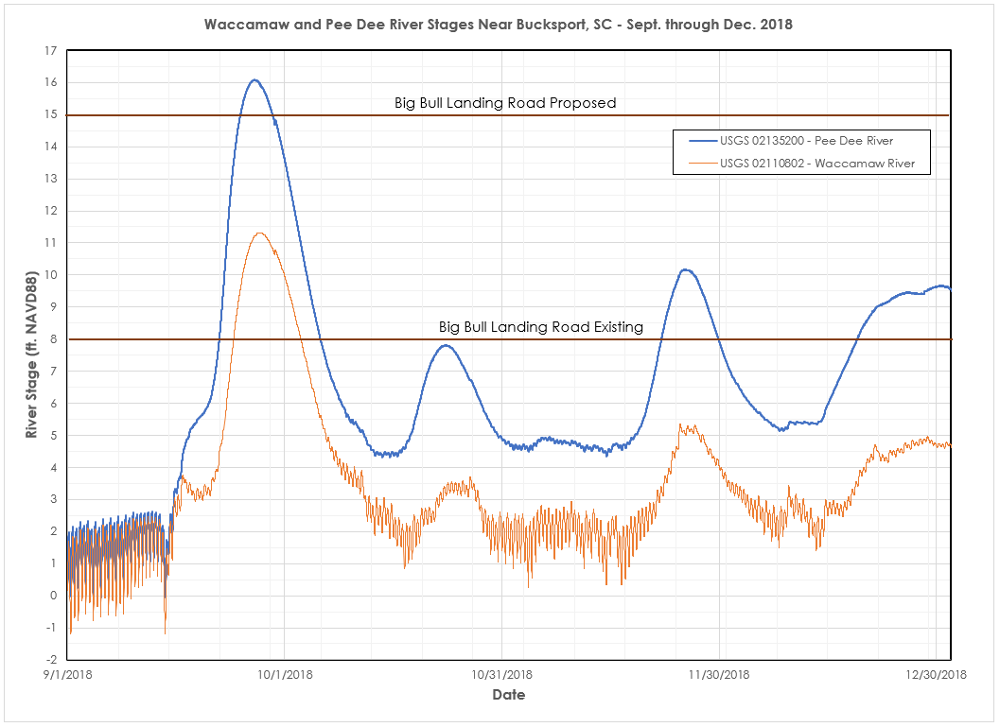 Waccamaw and Pee Dee River Stages Near Bucksport, SC - Sept. through Dec. 2018
17
16
Big Bull Landing Road Proposed
15
USGS 02135200 - Pee Dee River
14
USGS 02110802 - Waccamaw River
13
12
11
10
9
Big Bull Landing Road Existing
8
7
6
5
4
3
2
1
0
-1
-2
River Stage (ft. NAVD88)
9/1/2018 10/1/2018 10/31/2018 11/30/2018 12/30/2018
Date